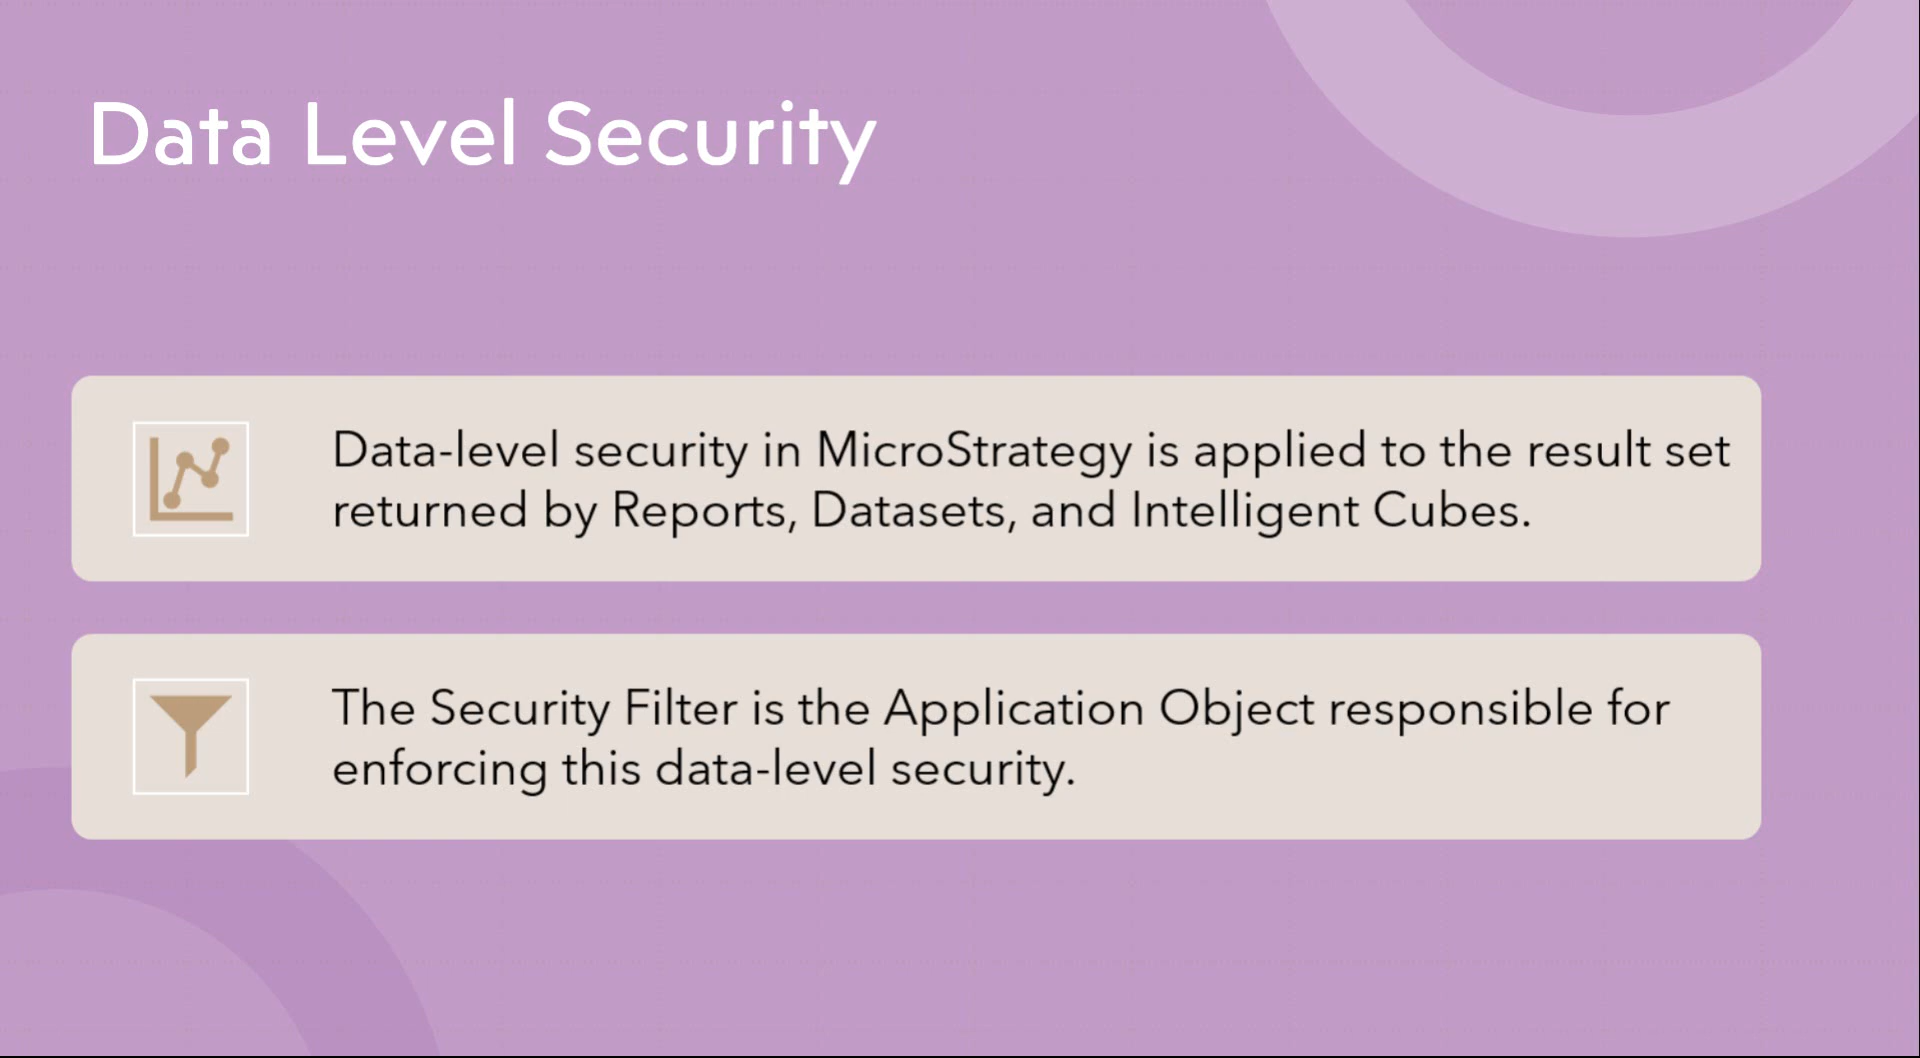 Data Level Security
Data-level security in MicroStrategy is applied to the result set
returned by Reports, Datasets, and Intelligent Cubes.
The Security Filter is the Application Object responsible for
enforcing this data-level security.